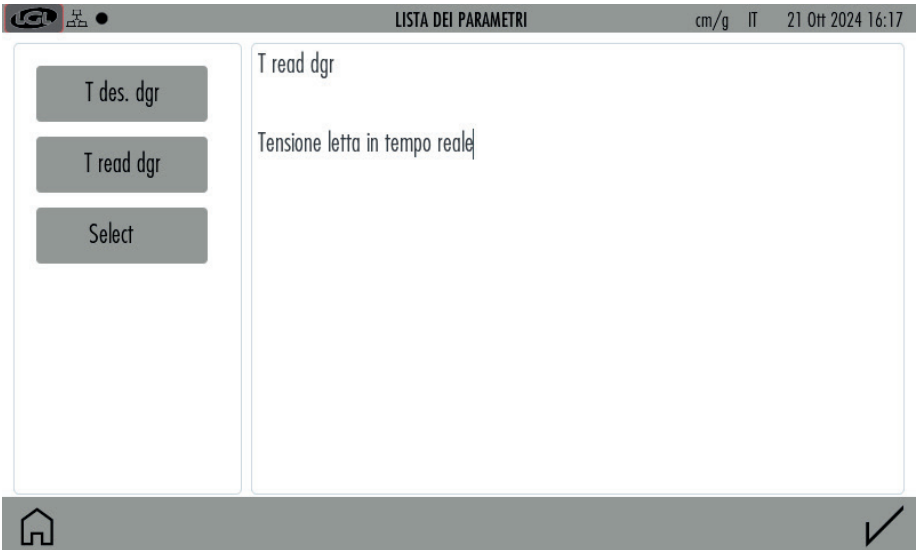 LGL
LISTA DEI PARAMETRI
cm/g IT 21 Ott 2024 16:17
T des. dgr
T read dgr
Select
T read dgr
Tensione letta in tempo reale